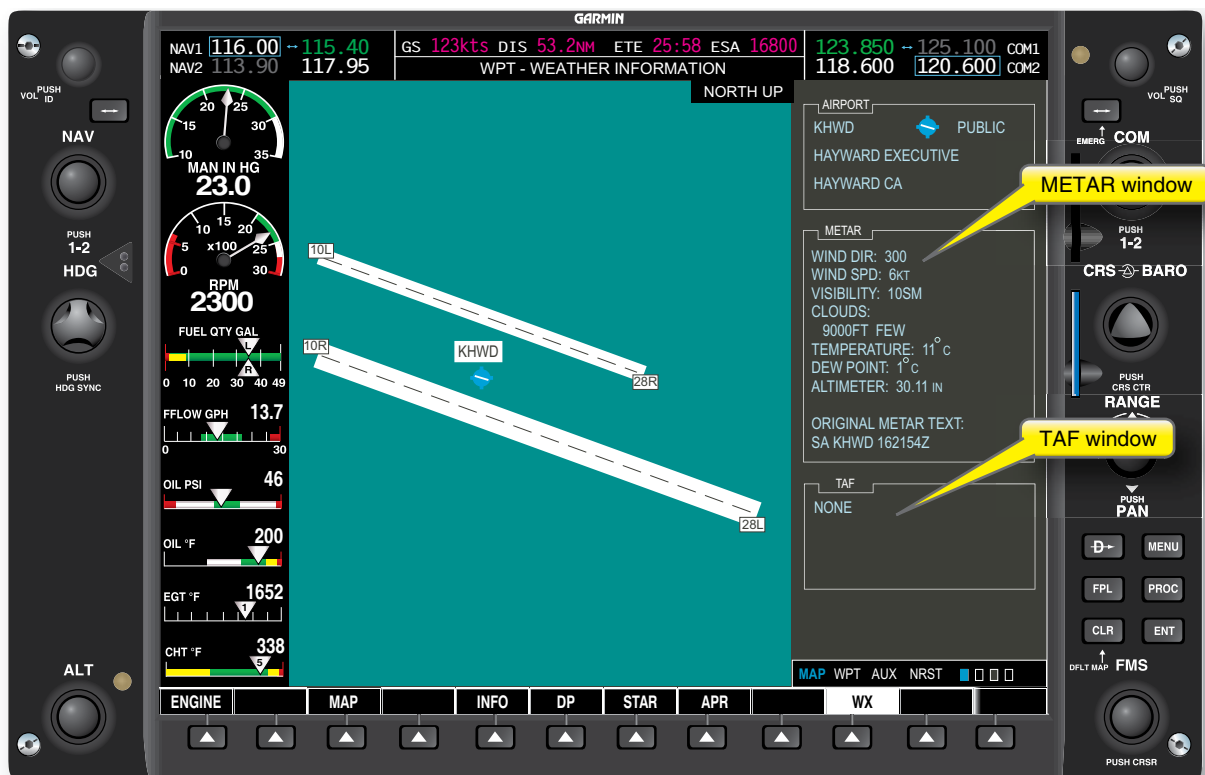 GARMIN
NAV1 116.00 ↔ 115.40
NAV2 113.90 117.95
GS 123kts DIS 53.2NM ETE 25:58 ESA 16800
WPT - WEATHER INFORMATION
123.850 ↔ 125.100 COM1
118.600 120.600 COM2
NORTH UP
VOL PUSH ID
NAV
PUSH
1-2
HDG
PUSH
HDG SYNC
ALT
10 15 20 25 30 35
MAN IN HG
23.0
0 5 10 15 20 25 30
x100
RPM
2300
FUEL QTY GAL
L
R
0 10 20 30 40 49
FFLOW GPH 13.7
0 30
OIL PSI 46
OIL °F 200
EGT °F 1652
1
CHT °F 338
5
10L
10R
KHWD
28R
28L
AIRPORT
KHWD PUBLIC
HAYWARD EXECUTIVE
HAYWARD CA
METAR
WIND DIR: 300
WIND SPD: 6KT
VISIBILITY: 10SM
CLOUDS:
9000FT FEW
TEMPERATURE: 11°C
DEW POINT: 1°C
ALTIMETER: 30.11 IN
ORIGINAL METAR TEXT:
SA KHWD 162154Z
TAF
NONE
METAR window
TAF window
MAP WPT AUX NRST
ENGINE MAP INFO DP STAR APR WX
VOL PUSH SQ
EMERG COM
PUSH
1-2
CRS BARO
PUSH
CRS CTR
RANGE
PUSH
PAN
D MENU
FPL PROC
CLR ENT
DFLT MAP FMS
PUSH CRSR